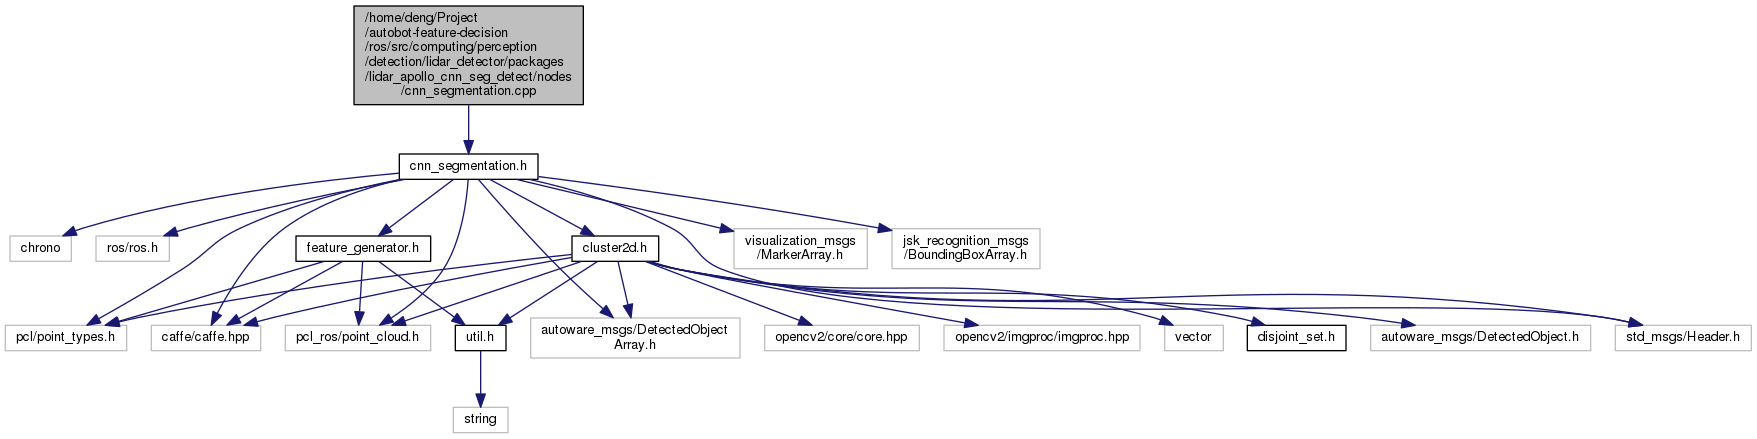 /home/deng/Project
/autobot-feature-decision
/ros/src/computing/perception
/detection/lidar_detector/packages
/lidar_apollo_cnn_seg_detect/nodes
/cnn_segmentation.cpp
cnn_segmentation.h
chrono
ros/ros.h
feature_generator.h
cluster2d.h
visualization_msgs
/MarkerArray.h
jsk_recognition_msgs
/BoundingBoxArray.h
pcl/point_types.h
caffe/caffe.hpp
pcl_ros/point_cloud.h
util.h
autoware_msgs/DetectedObject
Array.h
opencv2/core/core.hpp
opencv2/imgproc/imgproc.hpp
vector
disjoint_set.h
autoware_msgs/DetectedObject.h
std_msgs/Header.h
string